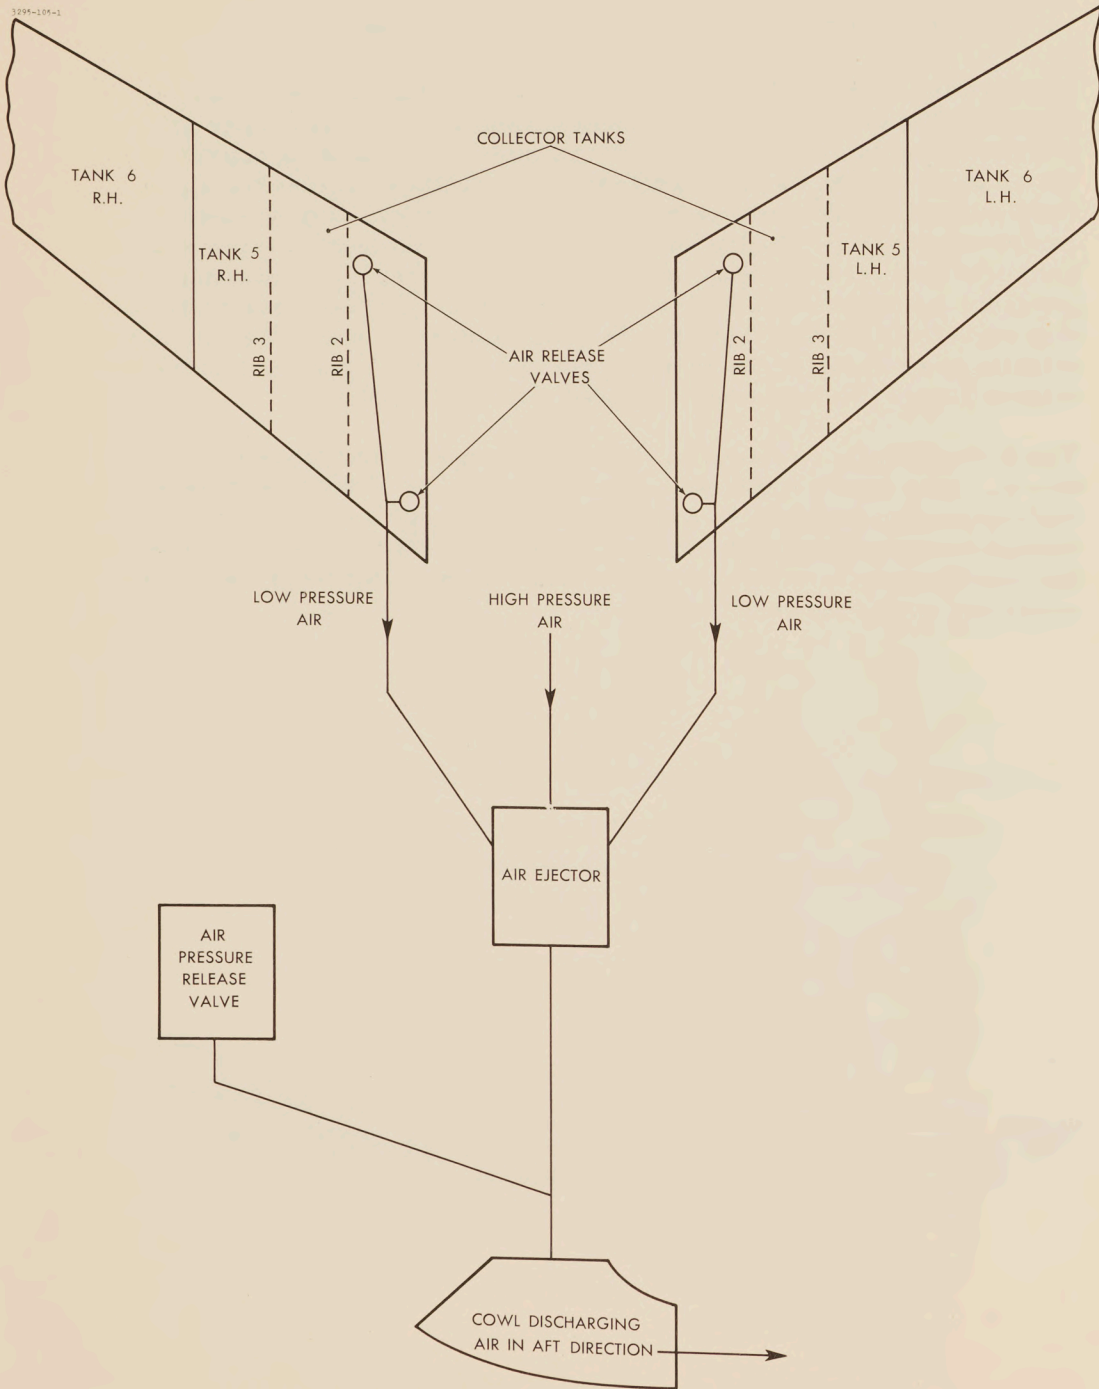 3295-105-1
COLLECTOR TANKS
TANK 6
R.H.
TANK 6
L.H.
TANK 5
R.H.
TANK 5
L.H.
RIB 3
RIB 2
AIR RELEASE
VALVES
RIB 2
RIB 3
LOW PRESSURE
AIR
HIGH PRESSURE
AIR
LOW PRESSURE
AIR
AIR EJECTOR
AIR
PRESSURE
RELEASE
VALVE
COWL DISCHARGING
AIR IN AFT DIRECTION